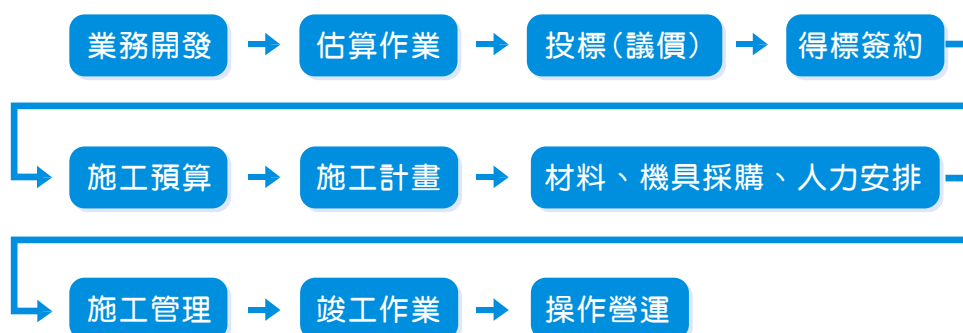 業務開發 估算作業 投標(議價) 得標簽約
施工預算 施工計畫 材料、機具採購、人力安排
施工管理 竣工作業 操作營運